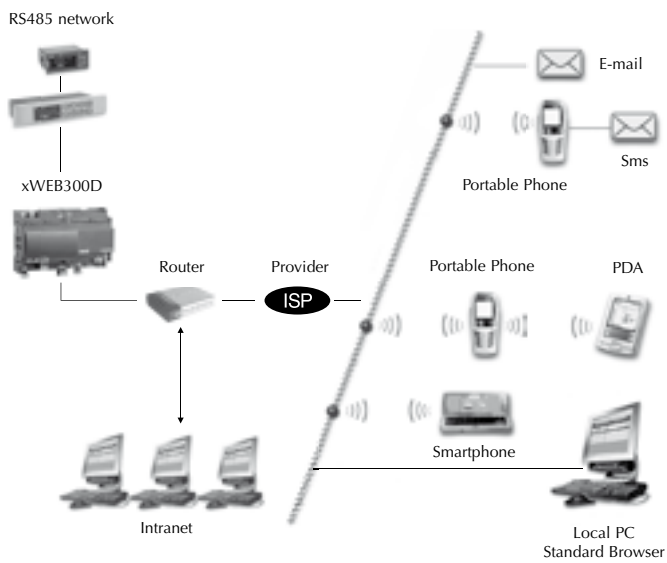 RS485 network
E-mail
Sms
xWEB300D
Portable Phone
Router
Provider
ISP
Portable Phone
PDA
Smartphone
Intranet
Local PC
Standard Browser